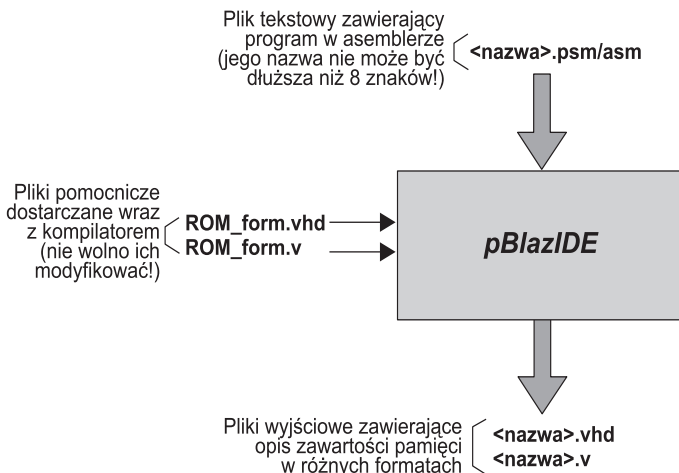 Plik tekstowy zawierający
program w asemblerze
(jego nazwa nie może być
dłuższa niż 8 znaków!)
<nazwa>.psm/asm
Pliki pomocnicze
dostarczane wraz
z kompilatorem
(nie wolno ich
modyfikować!)
ROM_form.vhd
ROM_form.v
pBlazIDE
Pliki wyjściowe zawierające
opis zawartości pamięci
w różnych formatach
<nazwa>.vhd
<nazwa>.v